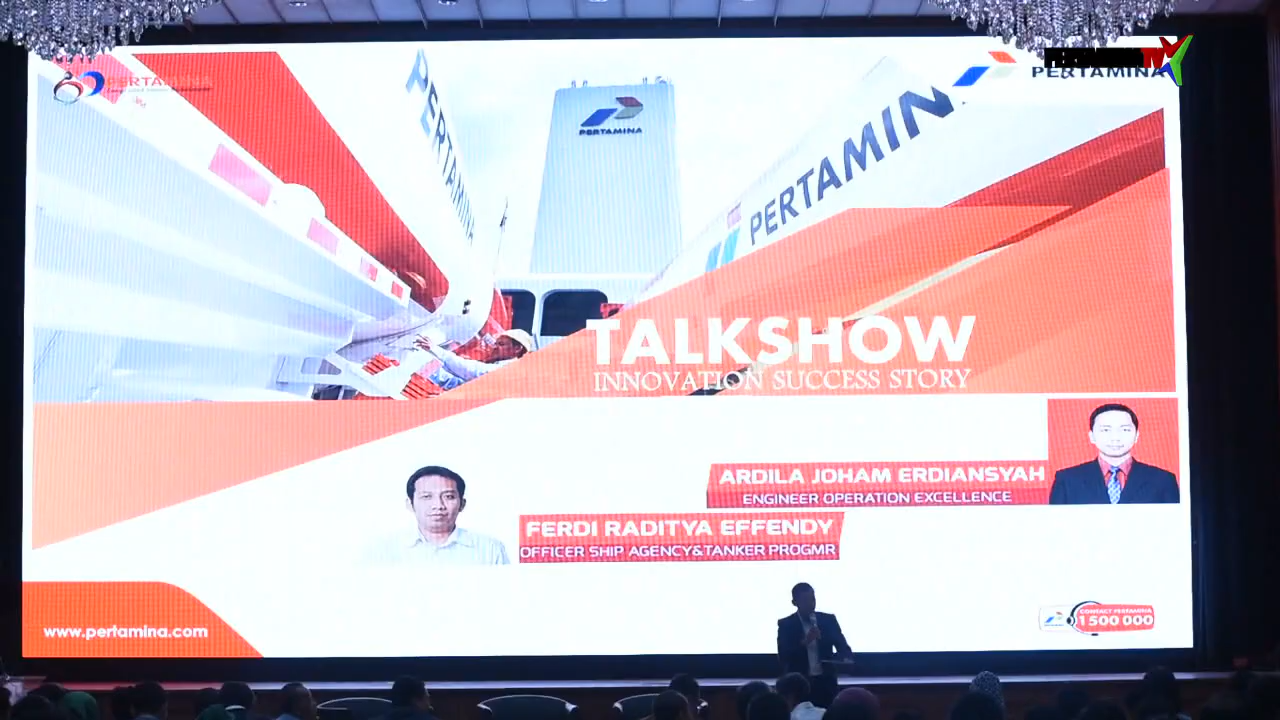 PERTAMINA
PERTAMINATV
PERTAMINA
PERTAMINA
PERTAMINA
PERTAMINA
TALKSHOW
INNOVATION SUCCESS STORY
ARDILA JOHAM ERDIANSYAH
ENGINEER OPERATION EXCELLENCE
FERDI RADITYA EFFENDY
OFFICER SHIP AGENCY&TANKER PROGMR
www.pertamina.com
CONTACT PERTAMINA
1 500 000